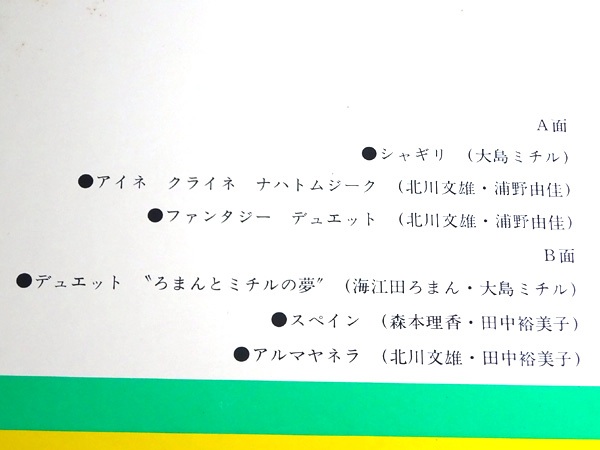 A面
●シャギリ (大島ミチル)
●アイネ クライネ ナハトムジーク (北川文雄・浦野由佳)
●ファンタジー デュエット (北川文雄・浦野由佳)
B面
●デュエット 〝ろまんとミチルの夢〟 (海江田ろまん・大島ミチル)
●スペイン (森本理香・田中裕美子)
●アルマヤネラ (北川文雄・田中裕美子)